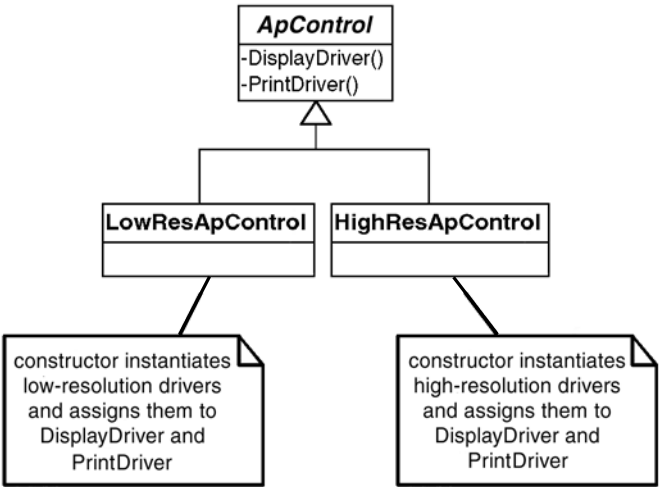 ApControl
-DisplayDriver()
-PrintDriver()
LowResApControl
HighResApControl
constructor instantiates
low-resolution drivers
and assigns them to
DisplayDriver and
PrintDriver
constructor instantiates
high-resolution drivers
and assigns them to
DisplayDriver and
PrintDriver